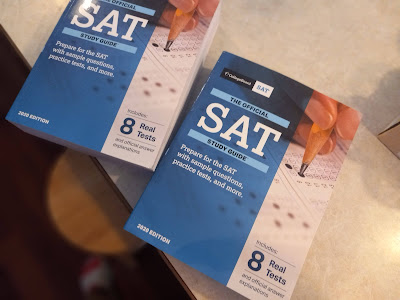 THE OFFICIAL
SAT
STUDY GUIDE
Prepare for the SAT
with sample questions,
practice tests, and more.
2020 EDITION
Includes:
8 Real
Tests
and official answer
explanations
CollegeBoard SAT
THE OFFICIAL
SAT
STUDY GUIDE
Prepare for the SAT
with sample questions,
practice tests, and more.
2020 EDITION
Includes:
8 Real
Tests
and official answer
explanations